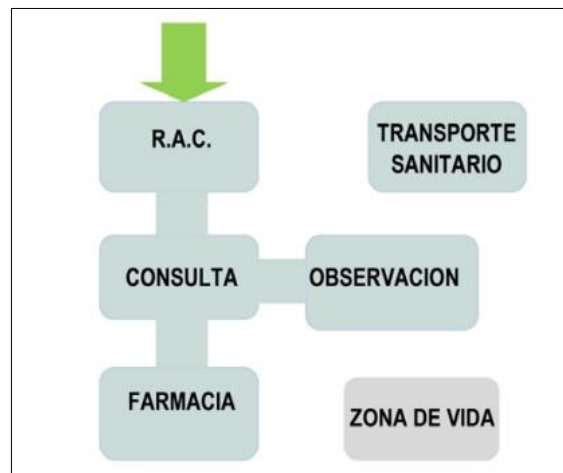 R.A.C.
TRANSPORTE
SANITARIO
CONSULTA
OBSERVACION
FARMACIA
ZONA DE VIDA